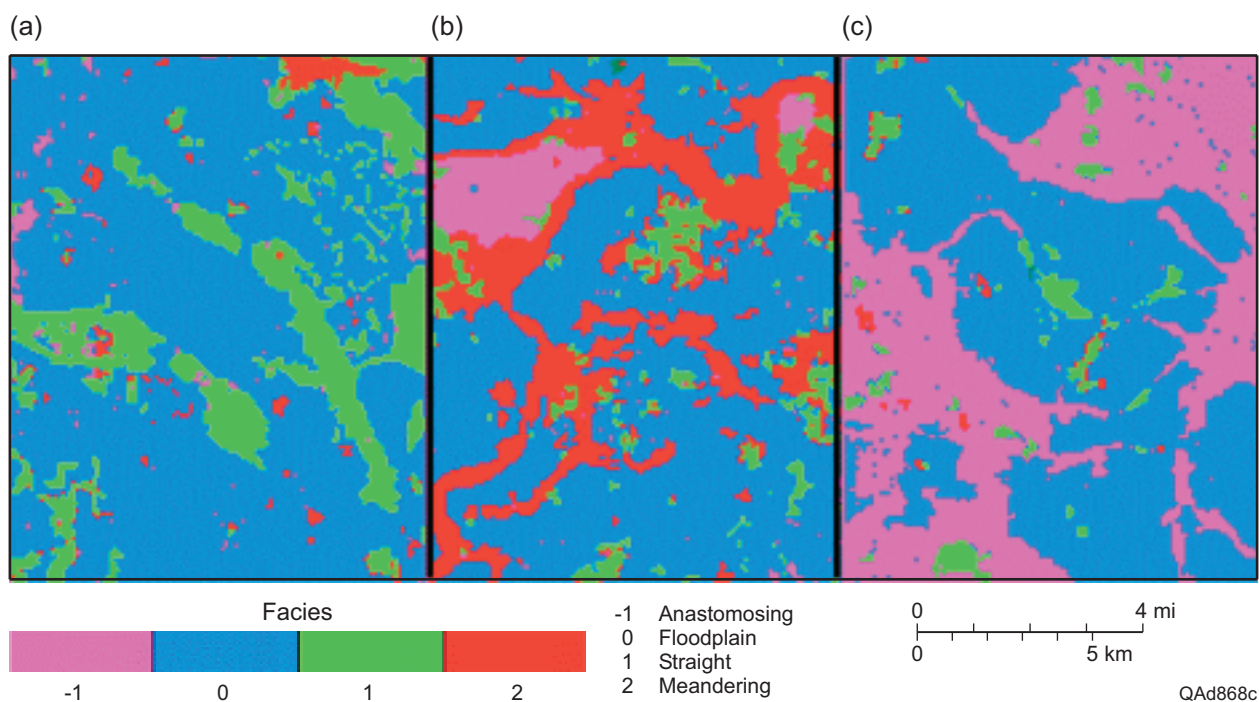 (a)
(b)
(c)
Facies
-1
0
1
2
-1 Anastomosing
0 Floodplain
1 Straight
2 Meandering
0 4 mi
0 5 km
QAd868c